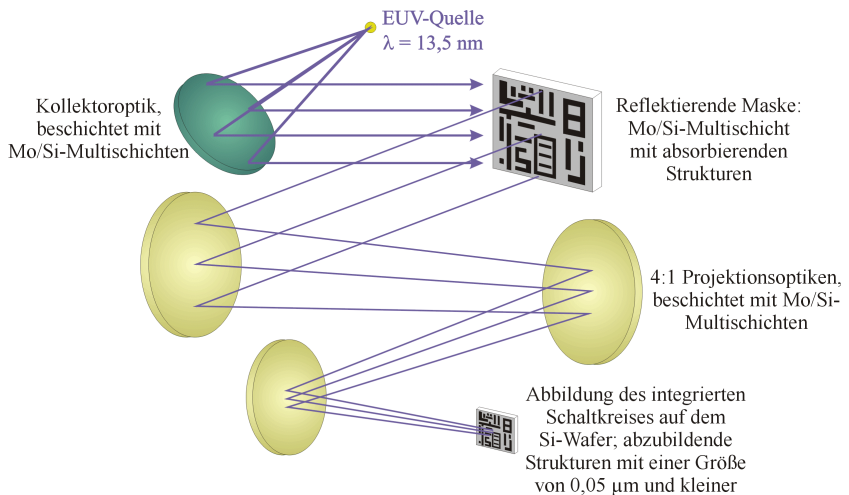 EUV-Quelle
λ = 13,5 nm
Kollektoroptik,
beschichtet mit
Mo/Si-Multischichten
Reflektierende Maske:
Mo/Si-Multischicht
mit absorbierenden
Strukturen
4:1 Projektionsoptiken,
beschichtet mit Mo/Si-
Multischichten
Abbildung des integrierten
Schaltkreises auf dem
Si-Wafer; abzubildende
Strukturen mit einer Größe
von 0,05 µm und kleiner